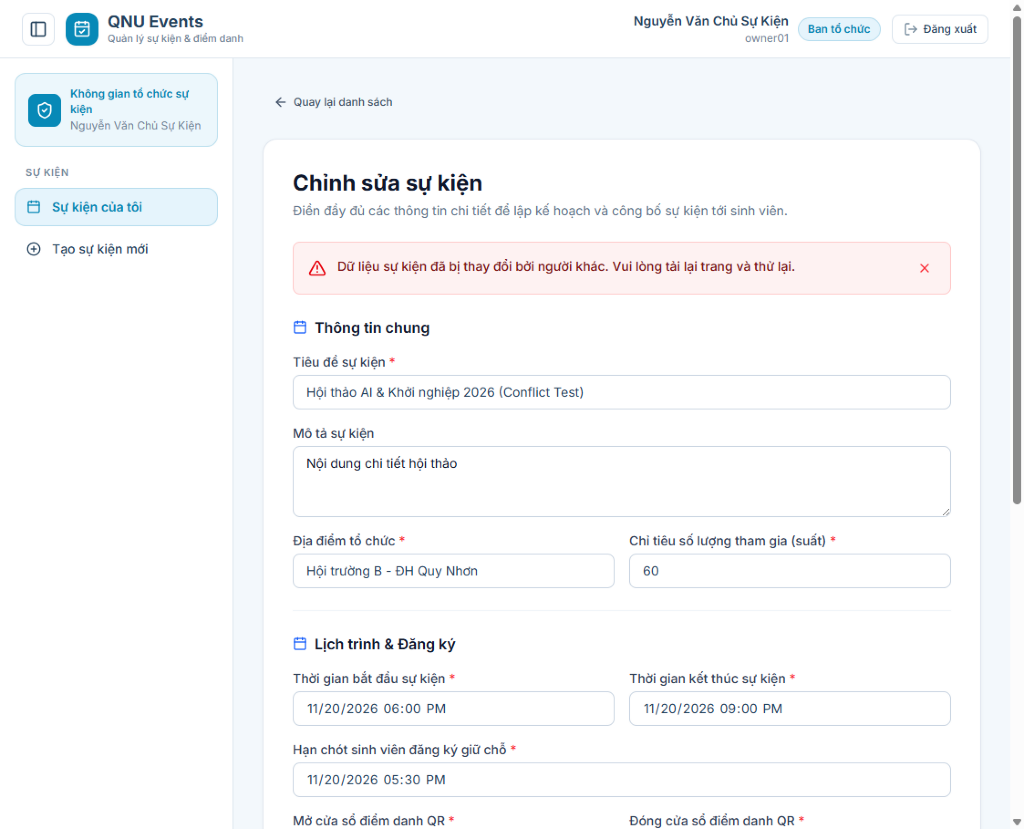 QNU Events
Quản lý sự kiện & điểm danh
Nguyễn Văn Chủ Sự Kiện
owner01
Ban tổ chức
Đăng xuất
Không gian tổ chức sự
kiện
Nguyễn Văn Chủ Sự Kiện
SỰ KIỆN
Sự kiện của tôi
Tạo sự kiện mới
Quay lại danh sách
Chỉnh sửa sự kiện
Điền đầy đủ các thông tin chi tiết để lập kế hoạch và công bố sự kiện tới sinh viên.
Dữ liệu sự kiện đã bị thay đổi bởi người khác. Vui lòng tải lại trang và thử lại.
Thông tin chung
Tiêu đề sự kiện *
Hội thảo AI & Khởi nghiệp 2026 (Conflict Test)
Mô tả sự kiện
Nội dung chi tiết hội thảo
Địa điểm tổ chức *
Chỉ tiêu số lượng tham gia (suất) *
Hội trường B - ĐH Quy Nhơn
60
Lịch trình & Đăng ký
Thời gian bắt đầu sự kiện *
Thời gian kết thúc sự kiện *
11/20/2026 06:00 PM
11/20/2026 09:00 PM
Hạn chót sinh viên đăng ký giữ chỗ *
11/20/2026 05:30 PM
Mở cửa sổ điểm danh QR *
Đóng cửa sổ điểm danh QR *